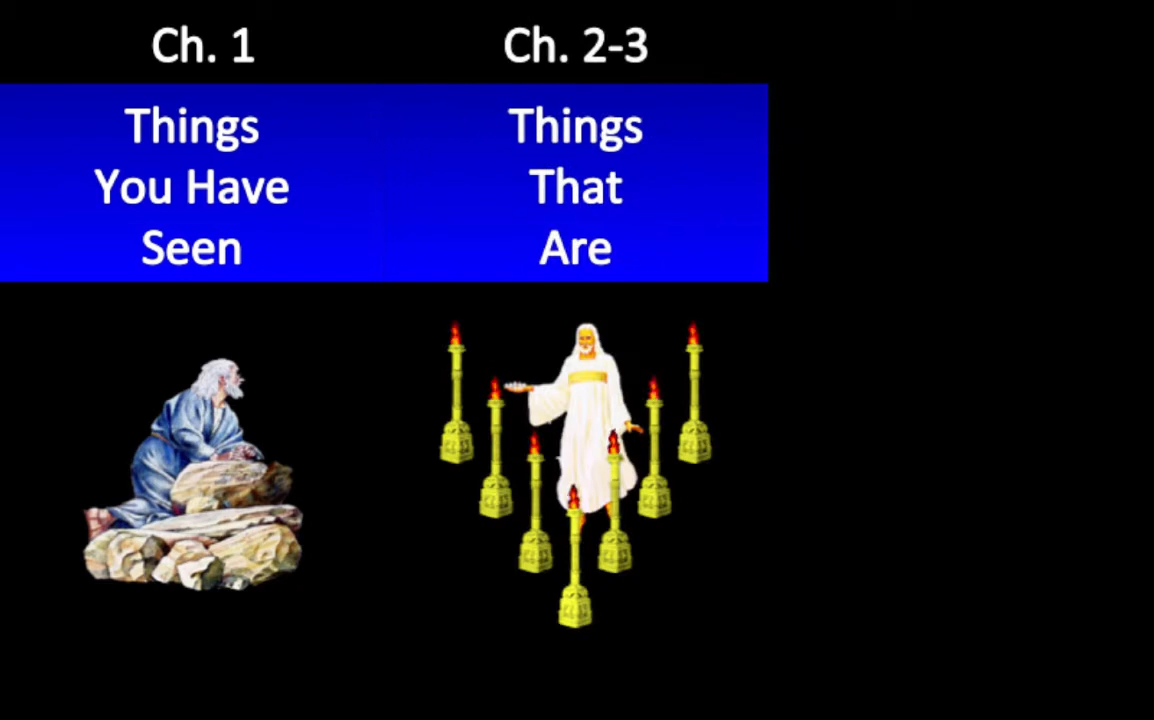 Ch. 1
Ch. 2-3
Things
You Have
Seen
Things
That
Are